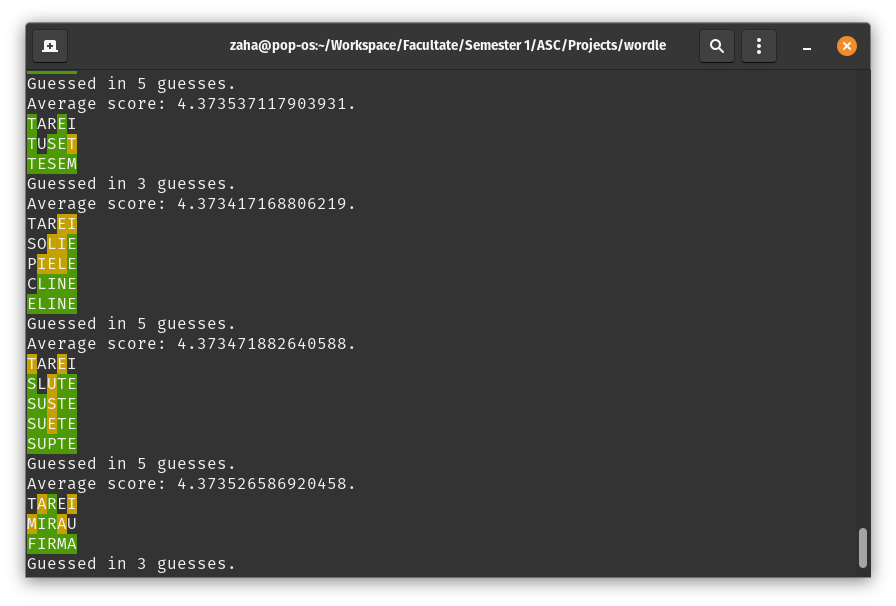 zaha@pop-os:~/Workspace/Facultate/Semester 1/ASC/Projects/wordle
Guessed in 5 guesses.
Average score: 4.373537117903931.
TAREI
TUSET
TESEM
Guessed in 3 guesses.
Average score: 4.373417168806219.
TAREI
SOLIE
PIELE
CLINE
ELINE
Guessed in 5 guesses.
Average score: 4.373471882640588.
TAREI
SLUTE
SUSTE
SUETE
SUPTE
Guessed in 5 guesses.
Average score: 4.373526586920458.
TAREI
MIRAU
FIRMA
Guessed in 3 guesses.